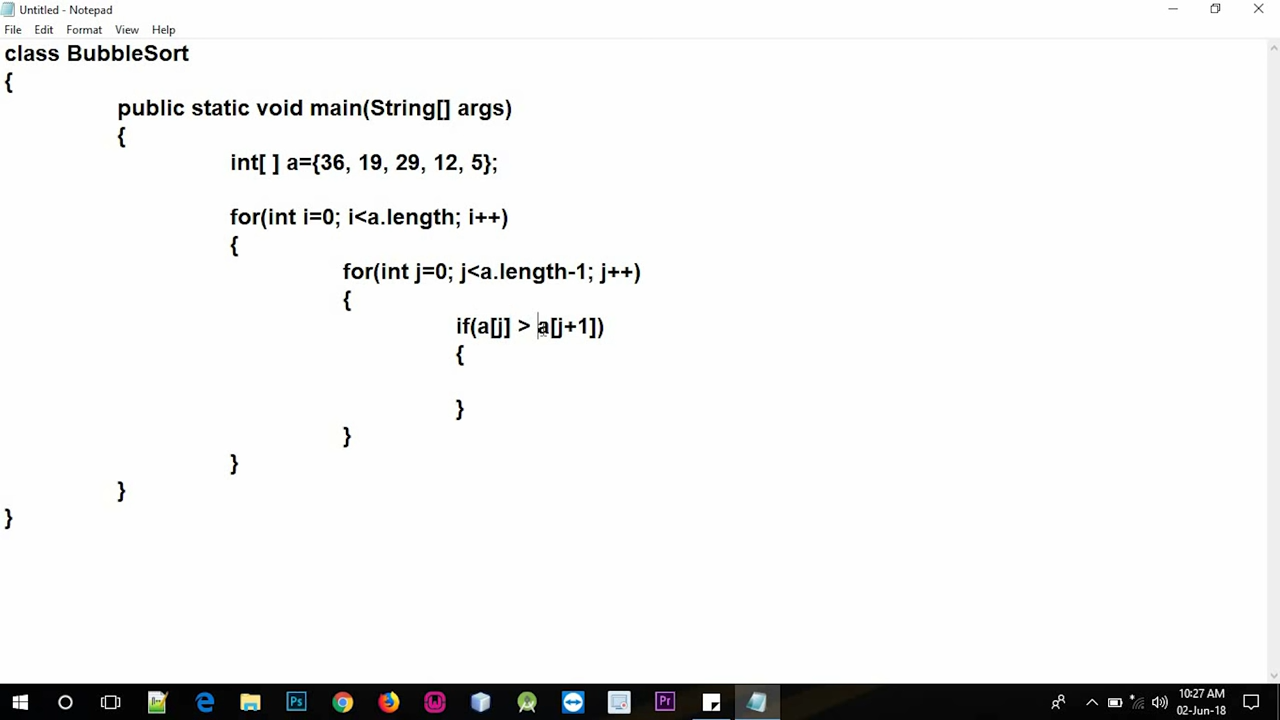 Untitled - Notepad
File Edit Format View Help
class BubbleSort
{
public static void main(String[] args)
{
int[ ] a={36, 19, 29, 12, 5};
for(int i=0; i<a.length; i++)
{
for(int j=0; j<a.length-1; j++)
{
if(a[j] > a[j+1])
{
}
}
}
}
}
Ps
Pr
10:27 AM
02-Jun-18